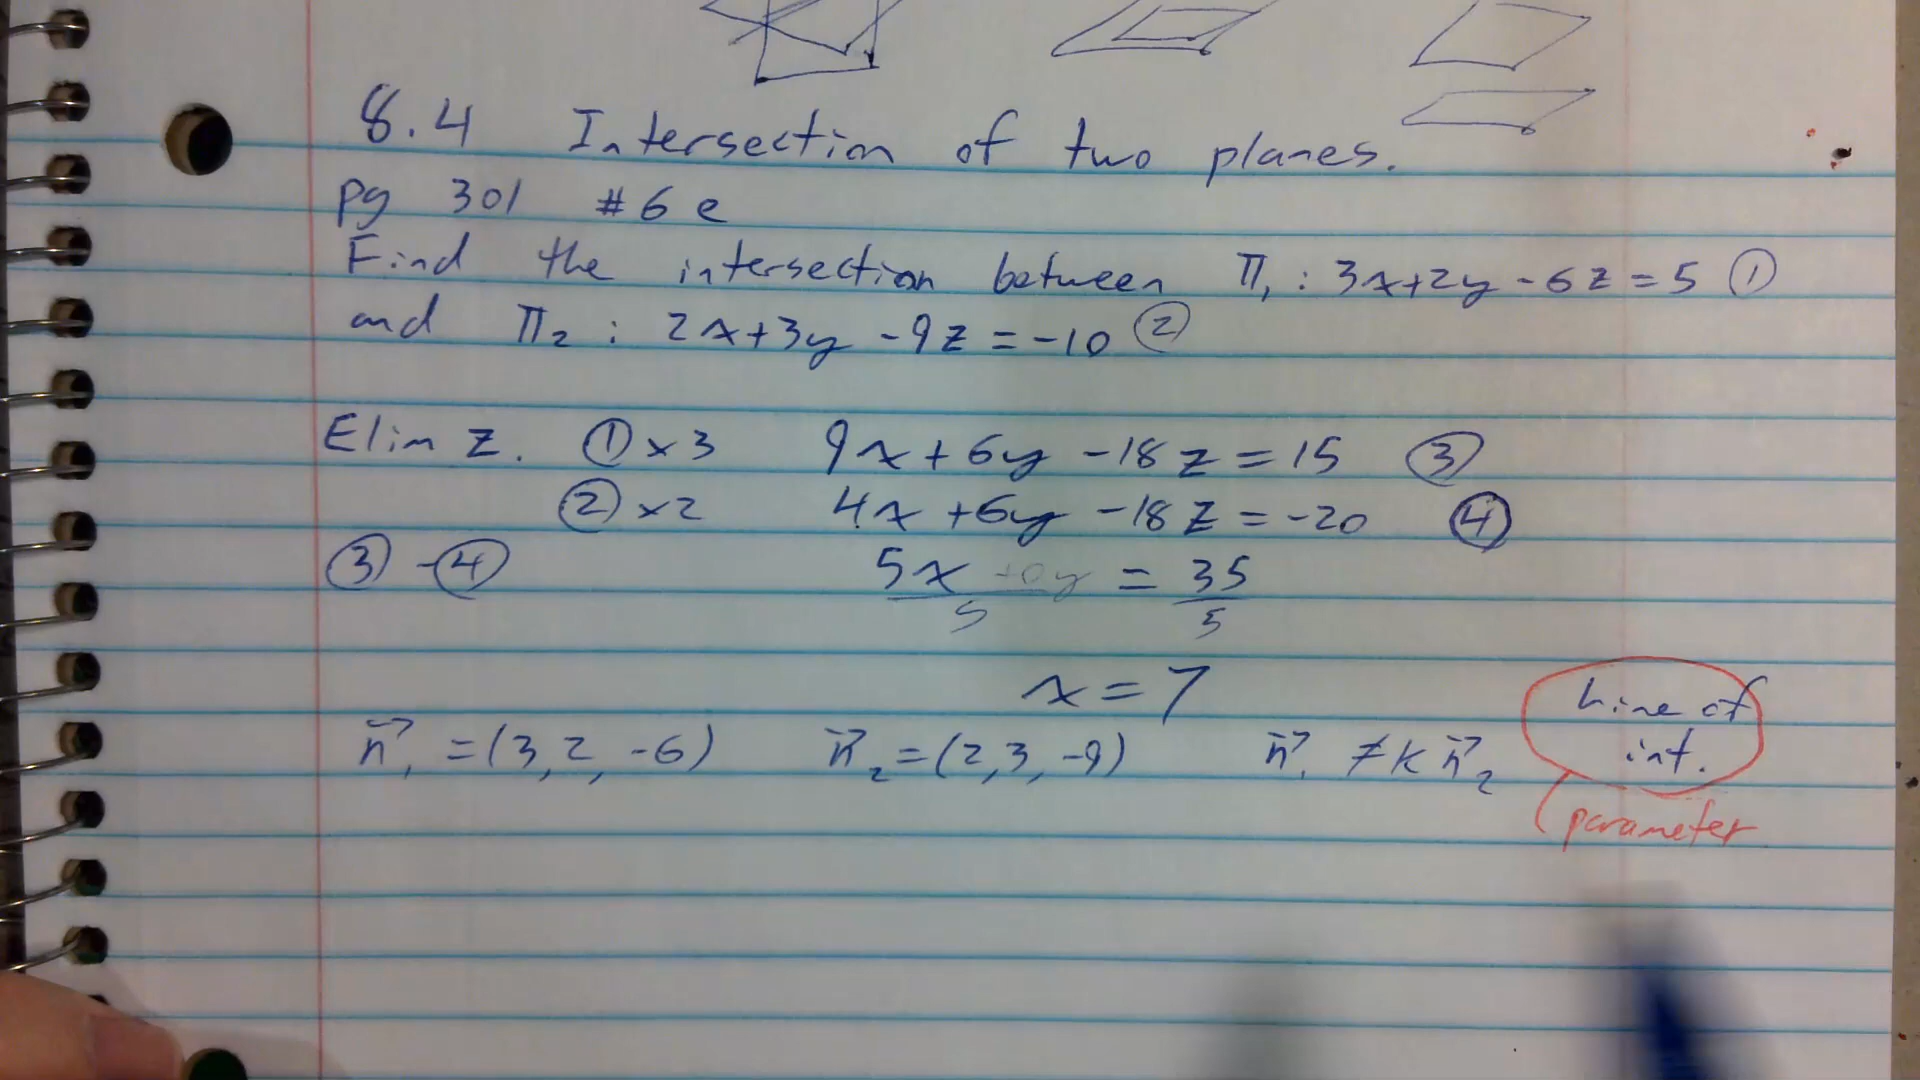 8.4 Intersection of two planes.
pg 301 #6 e
Find the intersection between π₁ : 3x+2y-6z=5 ①
and π₂ : 2x+3y-9z=-10 ②
Elim z. ①×3 9x+6y-18z=15 ③
②×2 4x+6y-18z=-20 ④
③-④ 5x +0y = 35
5 5
x=7
n⃗₁ =(3,2,-6) n⃗₂=(2,3,-9) n⃗₁ ≠k n⃗₂
Line of
int.
parameter